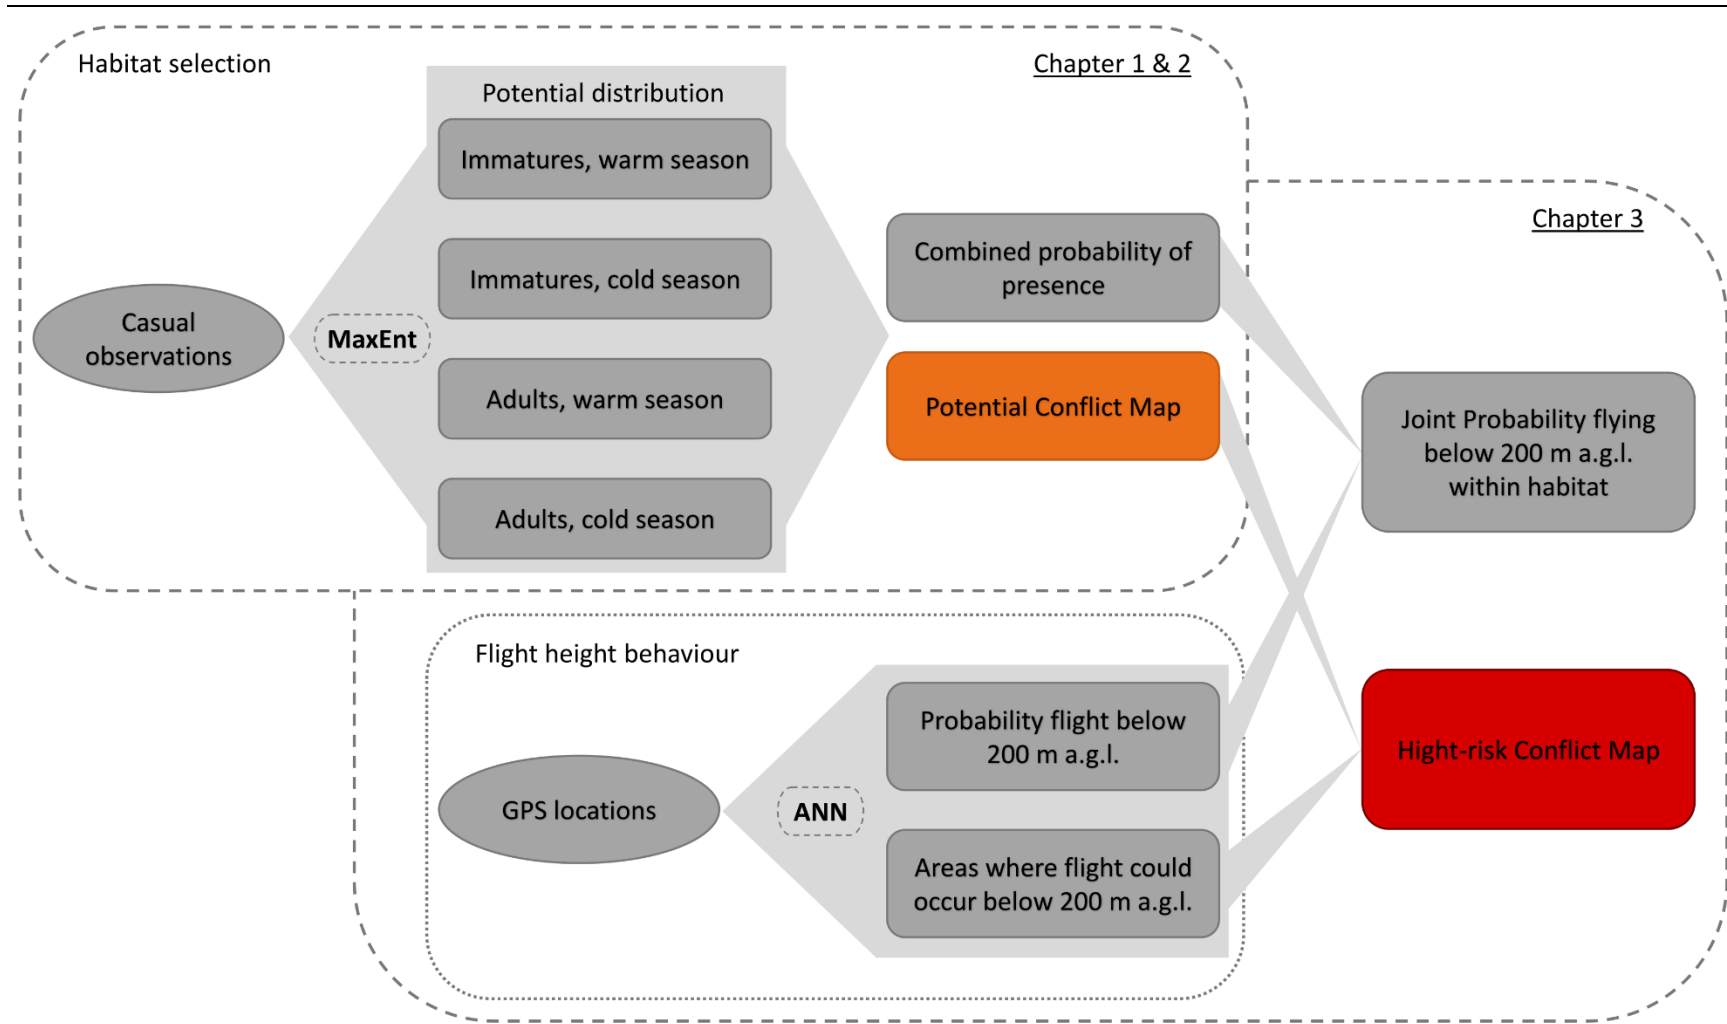 Habitat selection
Chapter 1 & 2
Potential distribution
Immatures, warm season
Immatures, cold season
Adults, warm season
Adults, cold season
Casual
observations
MaxEnt
Combined probability of
presence
Potential Conflict Map
Chapter 3
Joint Probability flying
below 200 m a.g.l.
within habitat
Hight-risk Conflict Map
Flight height behaviour
GPS locations
ANN
Probability flight below
200 m a.g.l.
Areas where flight could
occur below 200 m a.g.l.